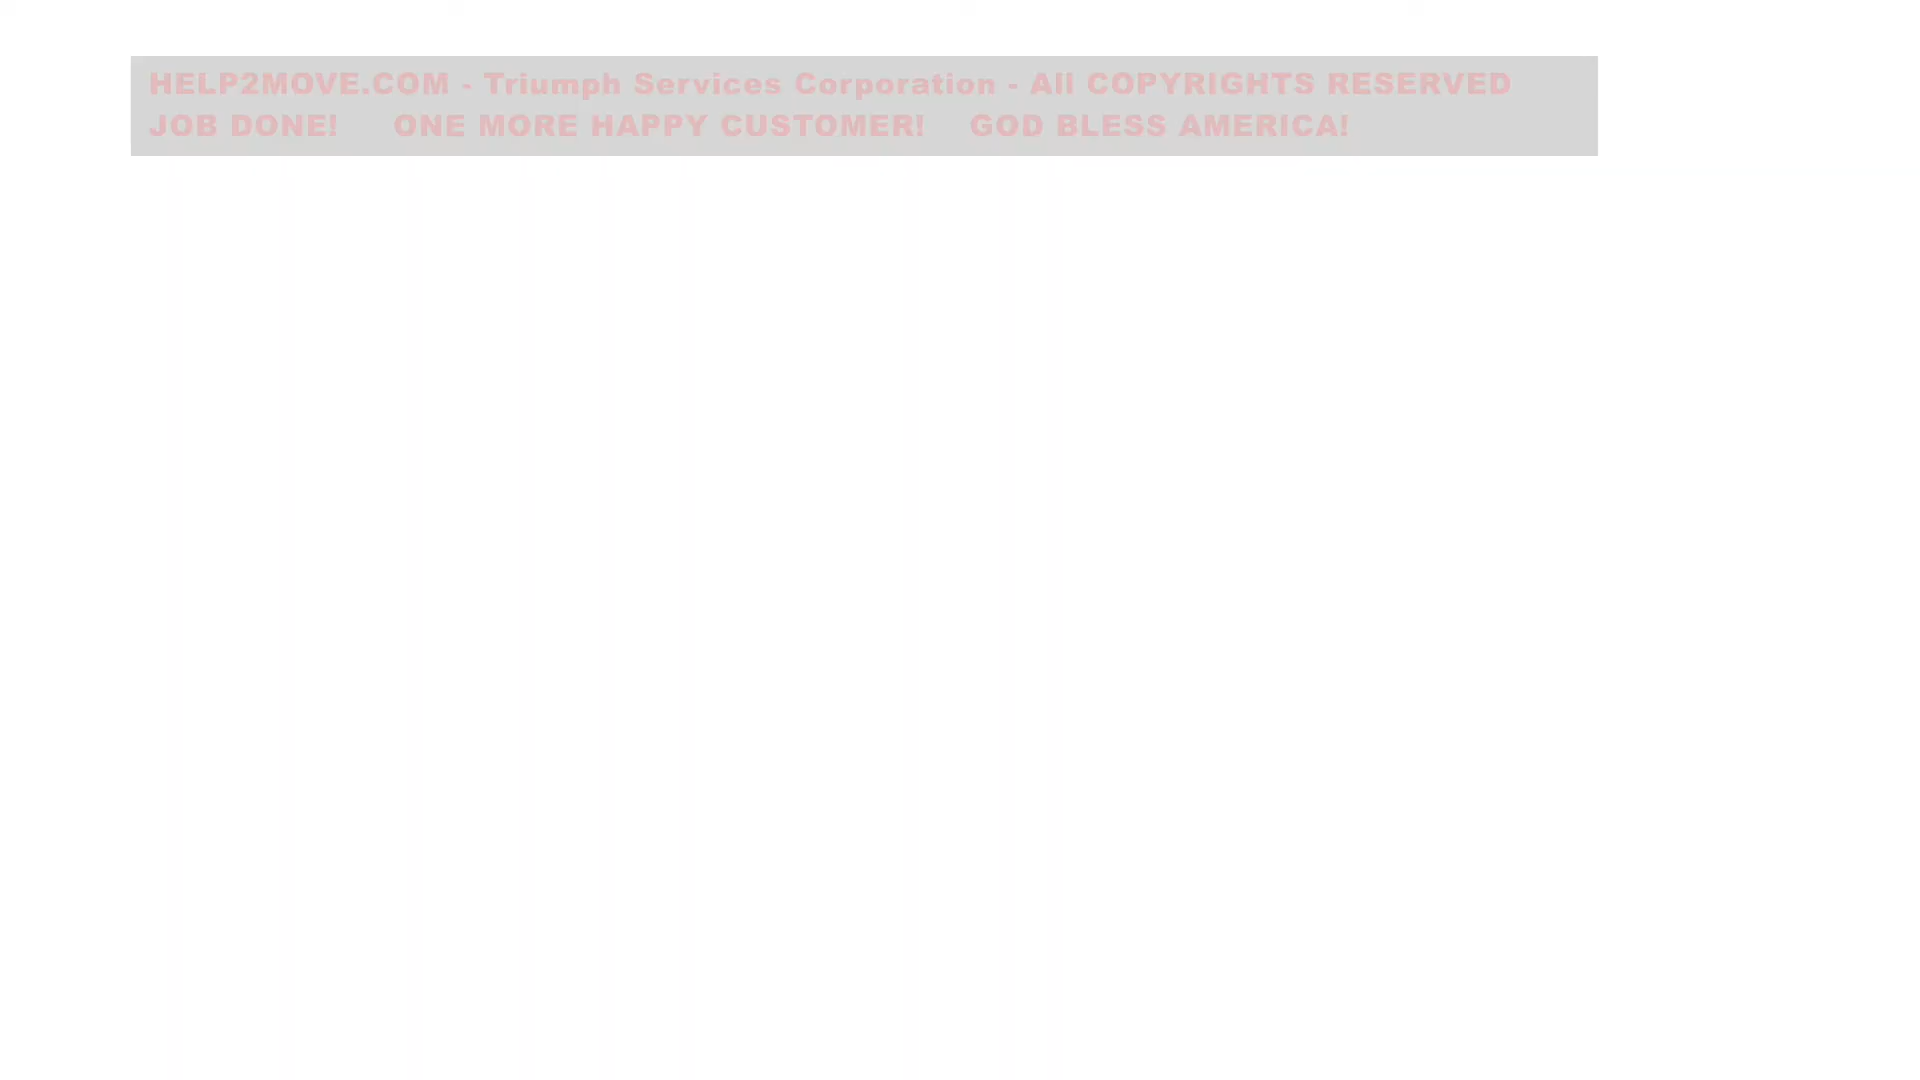 HELP2MOVE.COM - Triumph Services Corporation - All COPYRIGHTS RESERVED
JOB DONE! ONE MORE HAPPY CUSTOMER! GOD BLESS AMERICA!